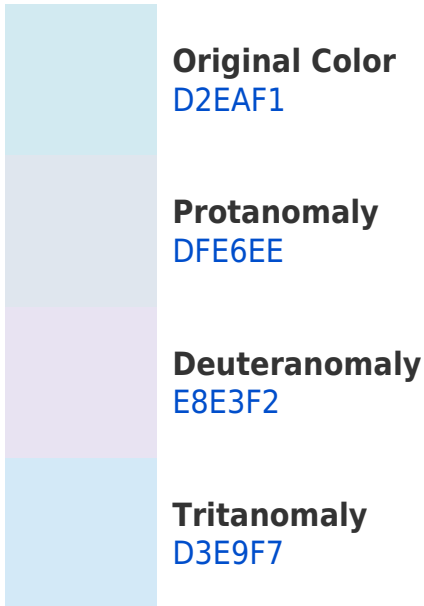 Original Color
D2EAF1
Protanomaly
DFE6EE
Deuteranomaly
E8E3F2
Tritanomaly
D3E9F7